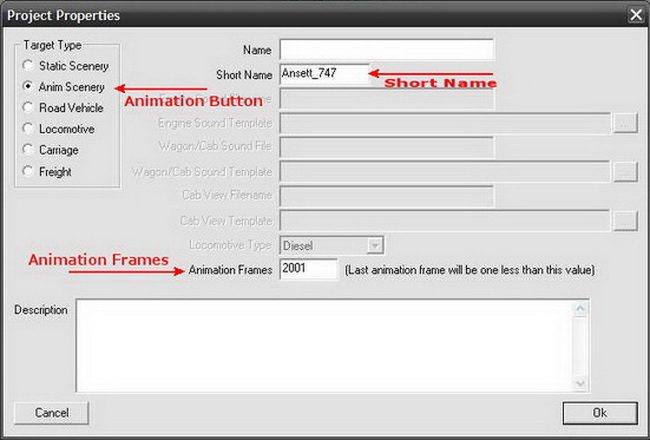 Project Properties
Target Type
Static Scenery
Anim Scenery
Road Vehicle
Locomotive
Carriage
Freight
Animation Button
Name
Short Name
Ansett_747
Short Name
Engine Sound Template
...
Wagon/Cab Sound File
Wagon/Cab Sound Template
...
Cab View Filename
Cab View Template
...
Locomotive Type
Diesel
Animation Frames
Animation Frames
2001
(Last animation frame will be one less than this value)
Description
Cancel
Ok